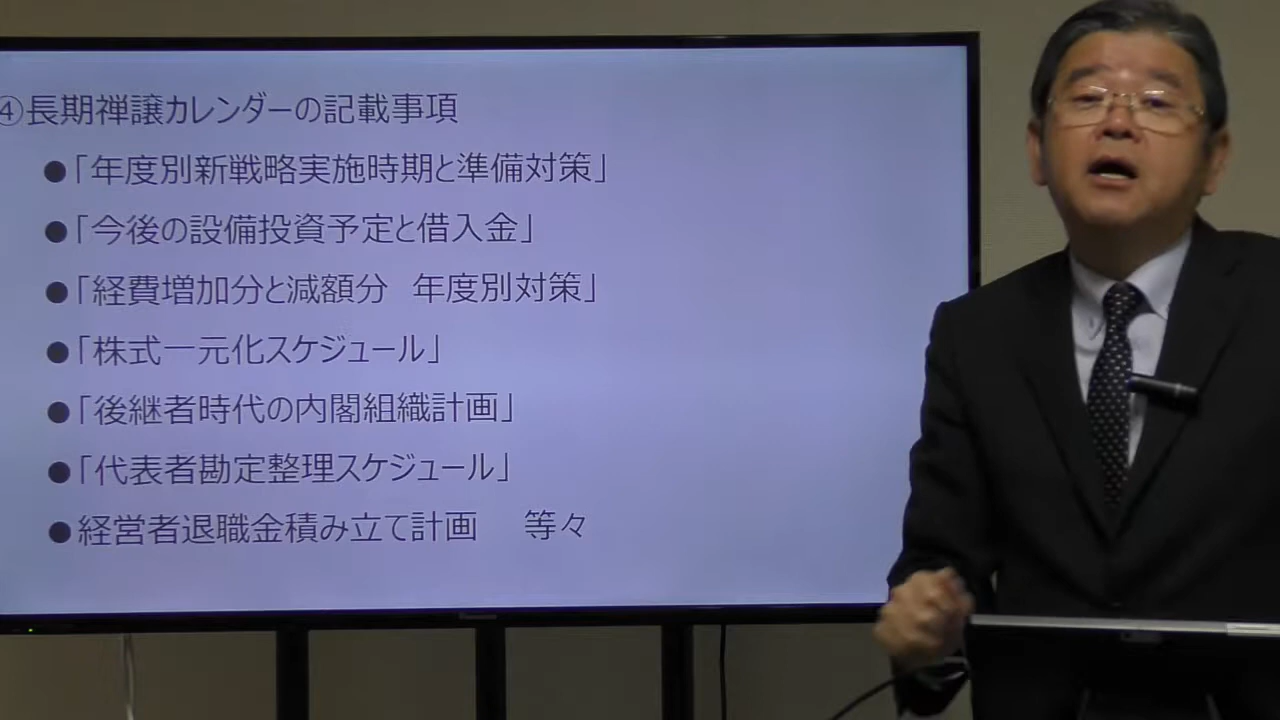 ④長期禅譲カレンダーの記載事項
●「年度別新戦略実施時期と準備対策」
●「今後の設備投資予定と借入金」
●「経費増加分と減額分　年度別対策」
●「株式一元化スケジュール」
●「後継者時代の内閣組織計画」
●「代表者勘定整理スケジュール」
●経営者退職金積み立て計画　等々